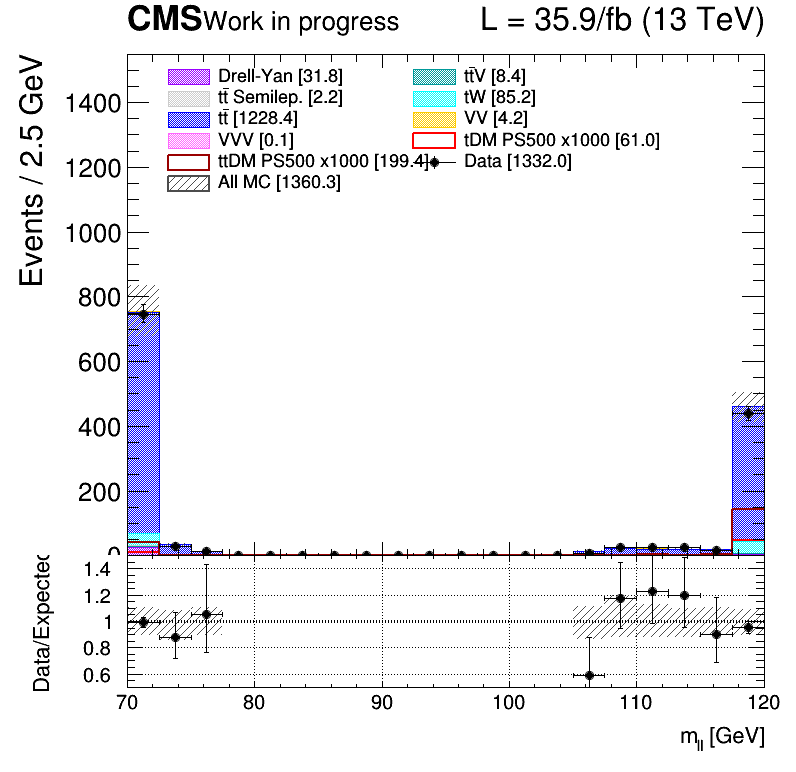 CMS Work in progress L = 35.9/fb (13 TeV)
Events / 2.5 GeV
Drell-Yan [31.8]
tt̄V [8.4]
tt̄ Semilep. [2.2]
tW [85.2]
tt̄ [1228.4]
VV [4.2]
VVV [0.1]
tDM PS500 x1000 [61.0]
ttDM PS500 x1000 [199.4]
Data [1332.0]
All MC [1360.3]
1400
1200
1000
800
600
400
200
0
Data/Expected
1.4
1.2
1
0.8
0.6
70 80 90 100 110 120
m_ll [GeV]